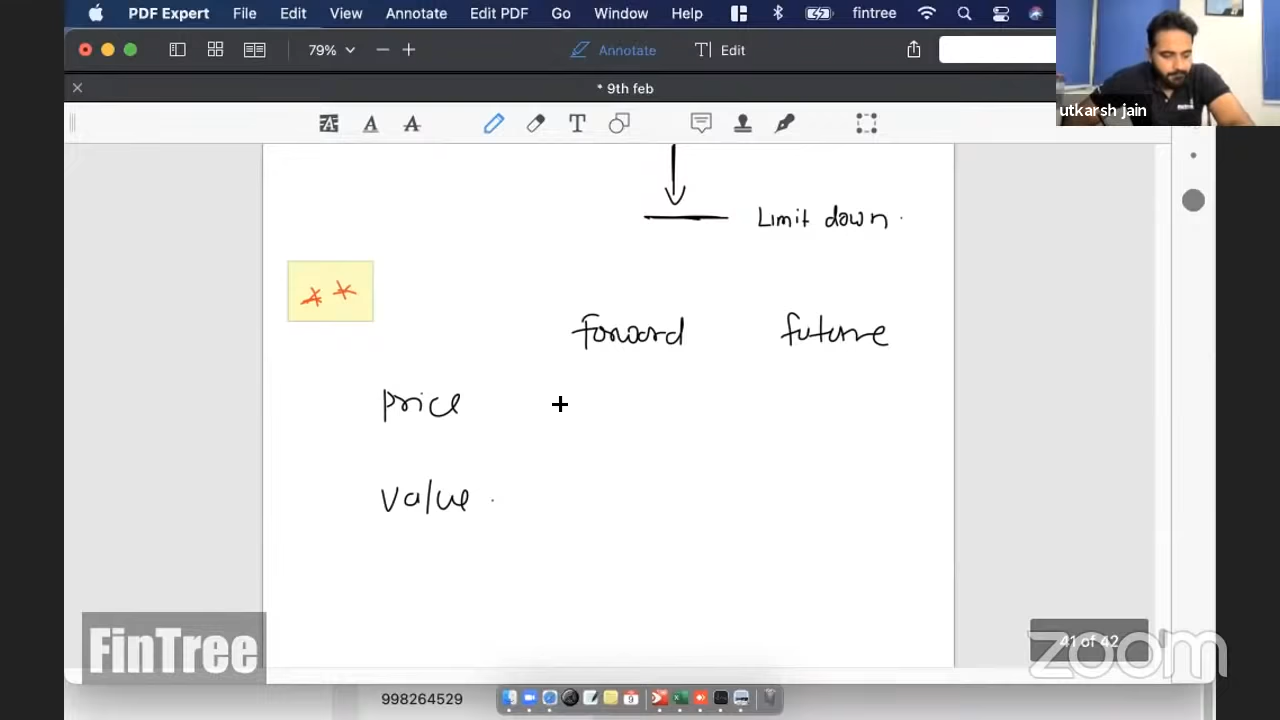 PDF Expert File Edit View Annotate Edit PDF Go Window Help fintree
79% Annotate Edit
utkarsh jain
* 9th feb
Limit down.
**
forward future
price
value.
FinTree
41 of 42
zoom
998264529